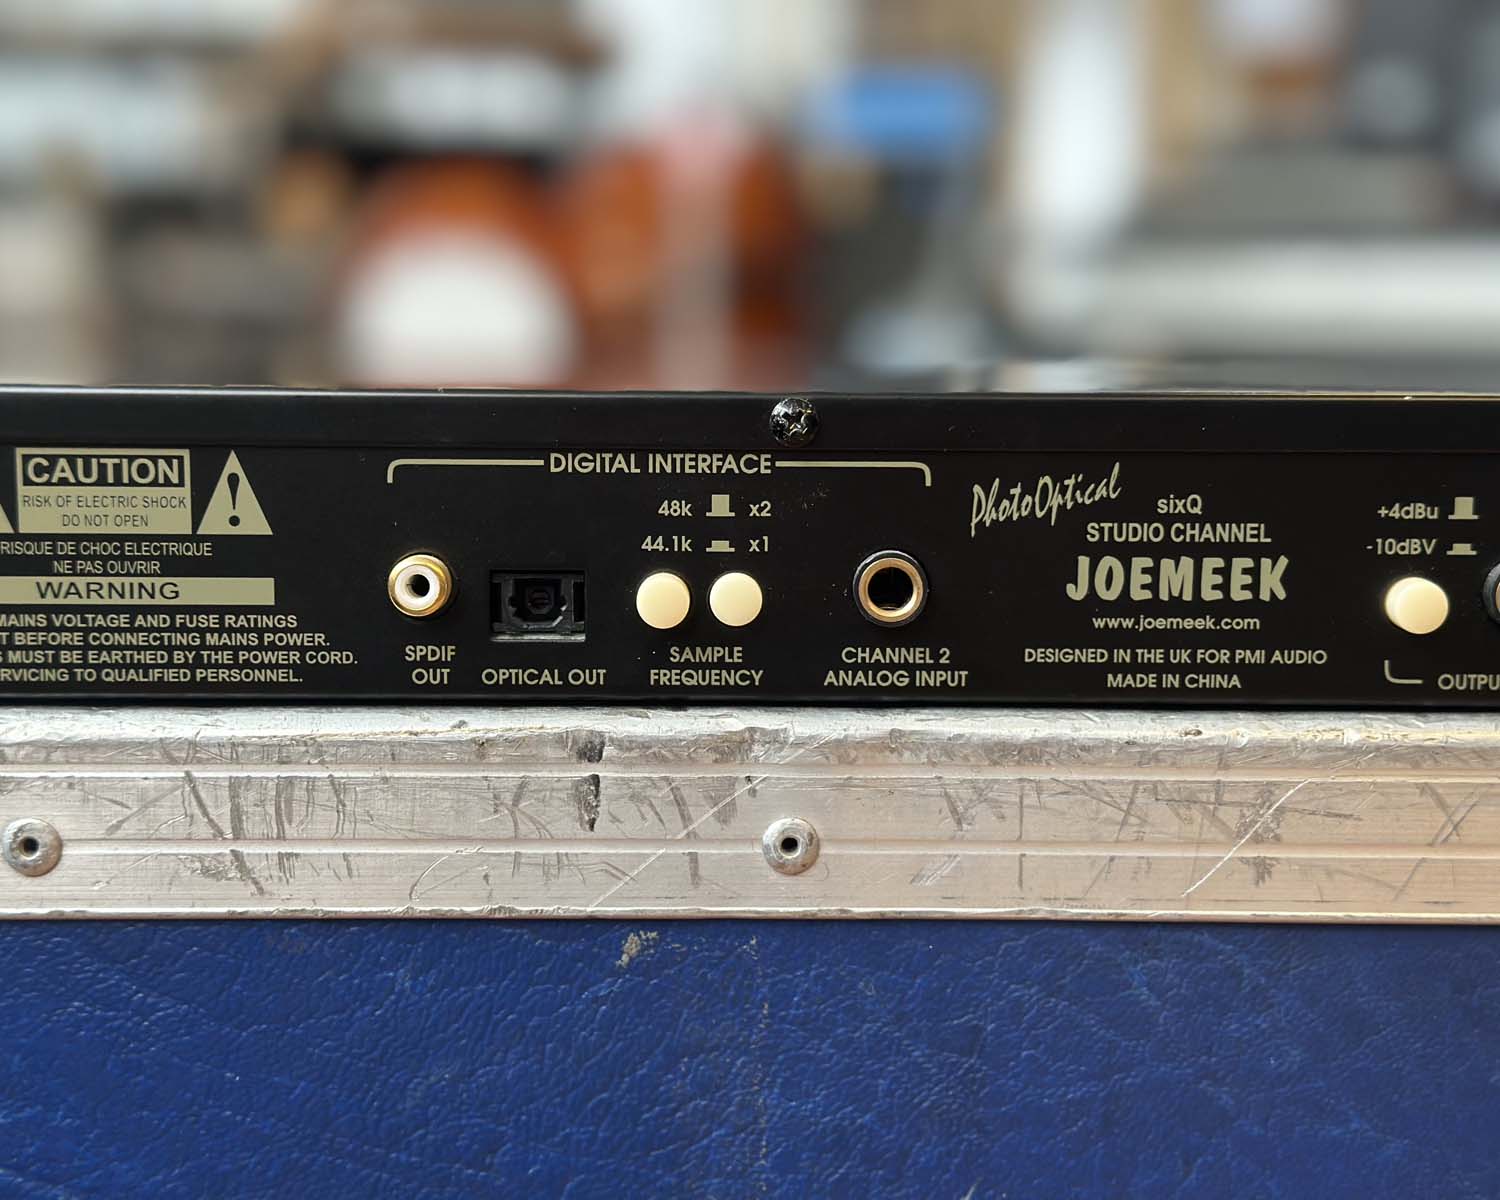 CAUTION
RISK OF ELECTRIC SHOCK
DO NOT OPEN
RISQUE DE CHOC ELECTRIQUE
NE PAS OUVRIR
WARNING
MAINS VOLTAGE AND FUSE RATINGS
BEFORE CONNECTING MAINS POWER.
MUST BE EARTHED BY THE POWER CORD.
TO QUALIFIED PERSONNEL.
DIGITAL INTERFACE
48k x2
44.1k x1
SPDIF
OUT
OPTICAL OUT
SAMPLE
FREQUENCY
CHANNEL 2
ANALOG INPUT
PhotoOptical
sixQ
STUDIO CHANNEL
JOEMEEK
www.joemeek.com
DESIGNED IN THE UK FOR PMI AUDIO
MADE IN CHINA
+4dBu
-10dBV
OUTPU